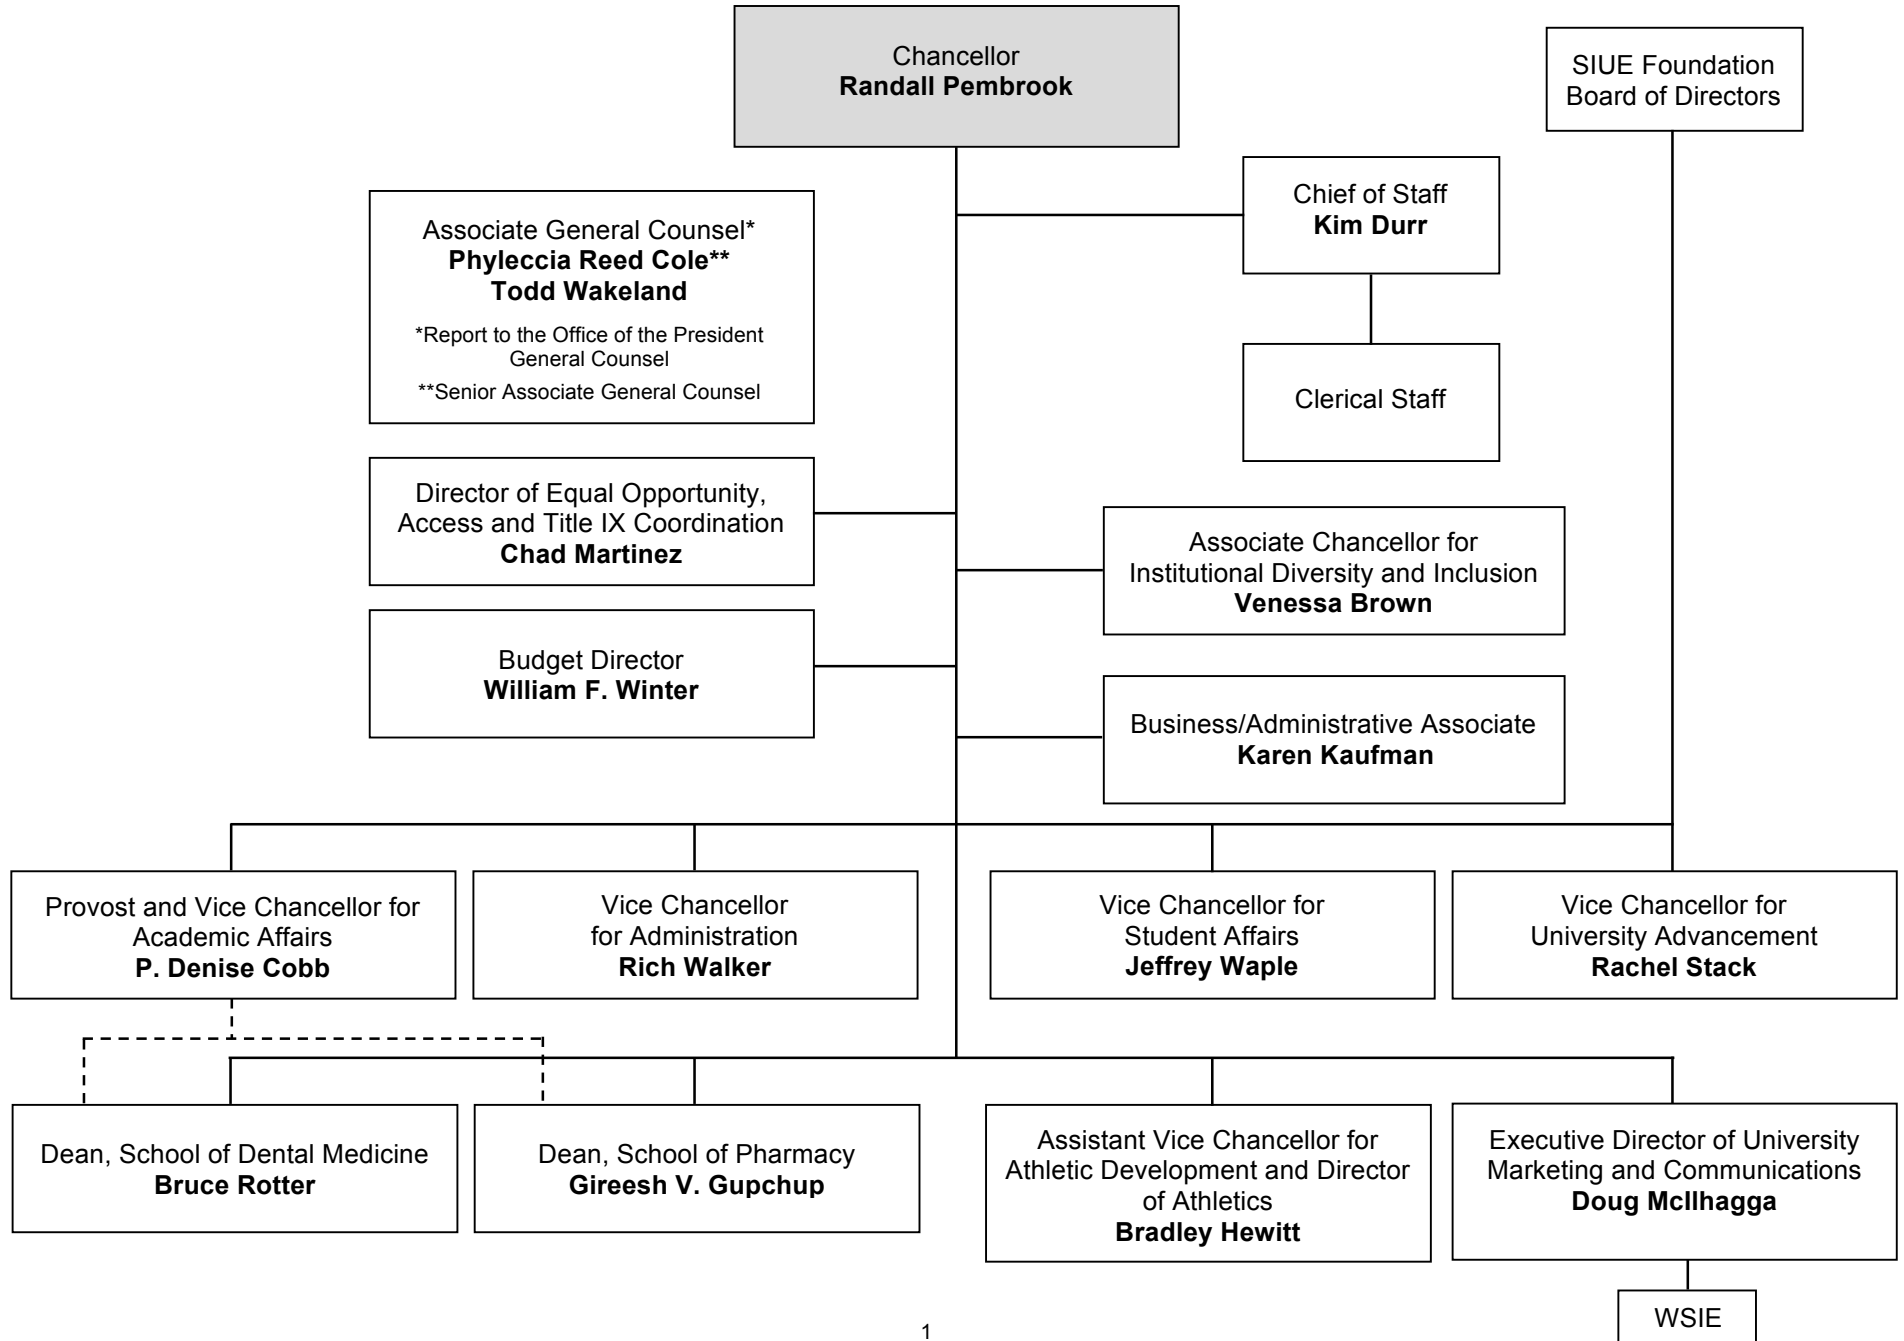 Chancellor
Randall Pembrook
SIUE Foundation
Board of Directors
Chief of Staff
Kim Durr
Associate General Counsel*
Phyleccia Reed Cole**
Todd Wakeland
*Report to the Office of the President
General Counsel
**Senior Associate General Counsel
Clerical Staff
Director of Equal Opportunity,
Access and Title IX Coordination
Chad Martinez
Associate Chancellor for
Institutional Diversity and Inclusion
Venessa Brown
Budget Director
William F. Winter
Business/Administrative Associate
Karen Kaufman
Provost and Vice Chancellor for
Academic Affairs
P. Denise Cobb
Vice Chancellor
for Administration
Rich Walker
Vice Chancellor for
Student Affairs
Jeffrey Waple
Vice Chancellor for
University Advancement
Rachel Stack
Dean, School of Dental Medicine
Bruce Rotter
Dean, School of Pharmacy
Gireesh V. Gupchup
Assistant Vice Chancellor for
Athletic Development and Director
of Athletics
Bradley Hewitt
Executive Director of University
Marketing and Communications
Doug McIlhagga
WSIE
1